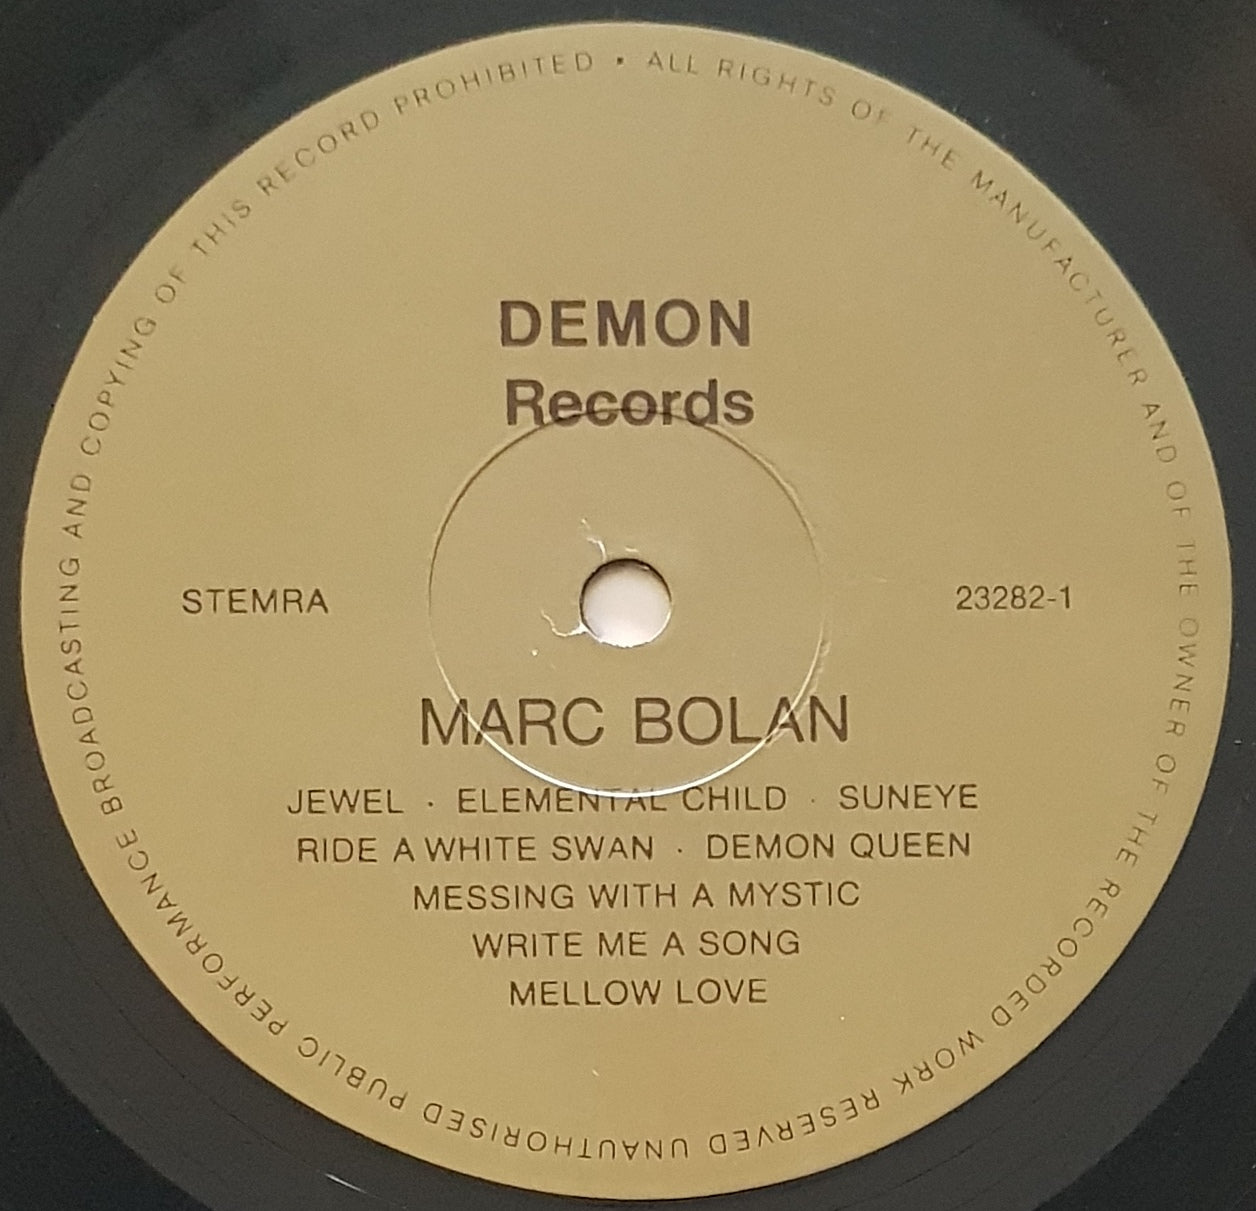 ALL RIGHTS OF THE MANUFACTURER AND OF THE OWNER OF THE RECORDED WORK RESERVED UNAUTHORISED PUBLIC PERFORMANCE BROADCASTING AND COPYING OF THIS RECORD PROHIBITED •
DEMON
Records
STEMRA
23282-1
MARC BOLAN
JEWEL · ELEMENTAL CHILD · SUNEYE
RIDE A WHITE SWAN · DEMON QUEEN
MESSING WITH A MYSTIC
WRITE ME A SONG
MELLOW LOVE